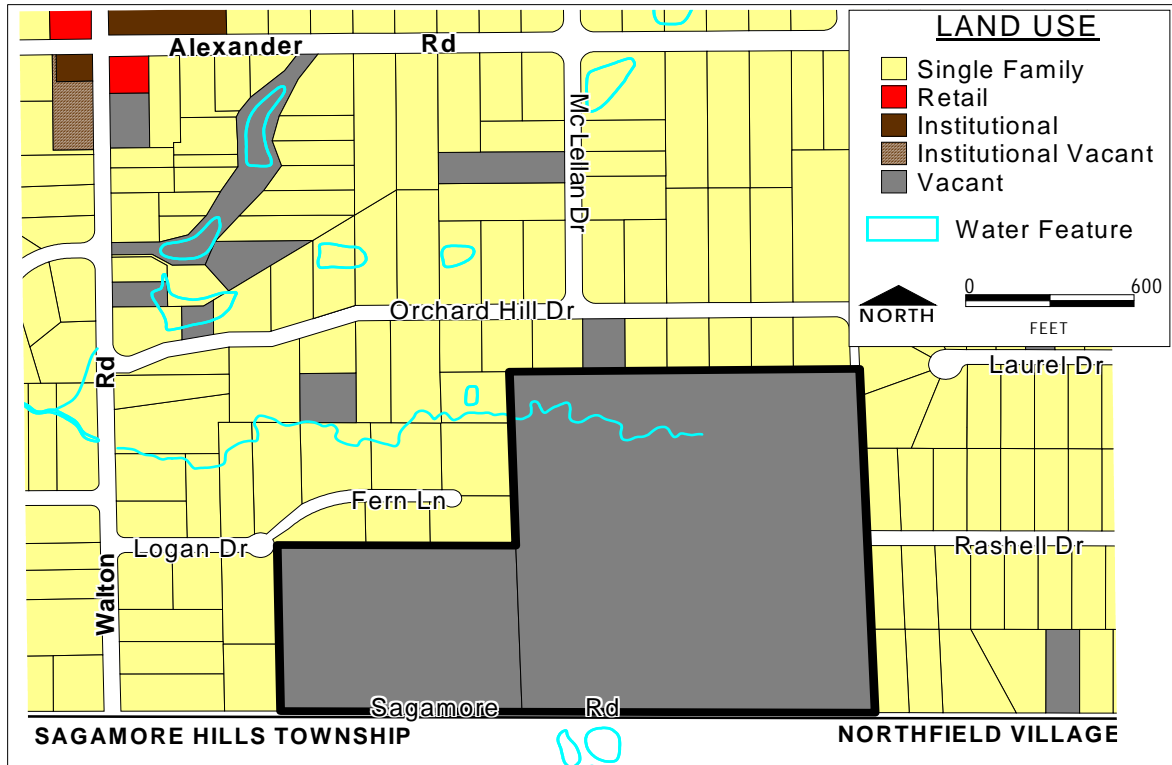 LAND USE
Single Family
Retail
Institutional
Institutional Vacant
Vacant
Water Feature
0 600
FEET
NORTH
Alexander Rd
Mc Lellan Dr
Orchard Hill Dr
Laurel Dr
Walton Rd
Fern Ln
Logan Dr
Rashell Dr
Sagamore Rd
SAGAMORE HILLS TOWNSHIP
NORTHFIELD VILLAGE